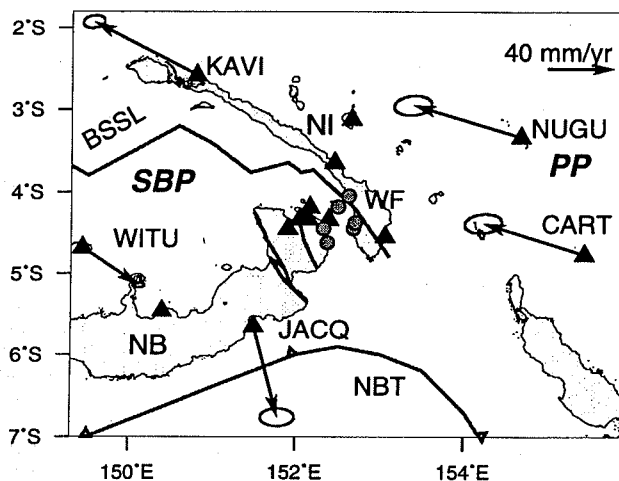 2°S
KAVI
40 mm/yr
3°S
BSSL
NI
NUGU
PP
SBP
4°S
WF
WITU
CART
5°S
NB
JACQ
6°S
NBT
7°S
150°E
152°E
154°E